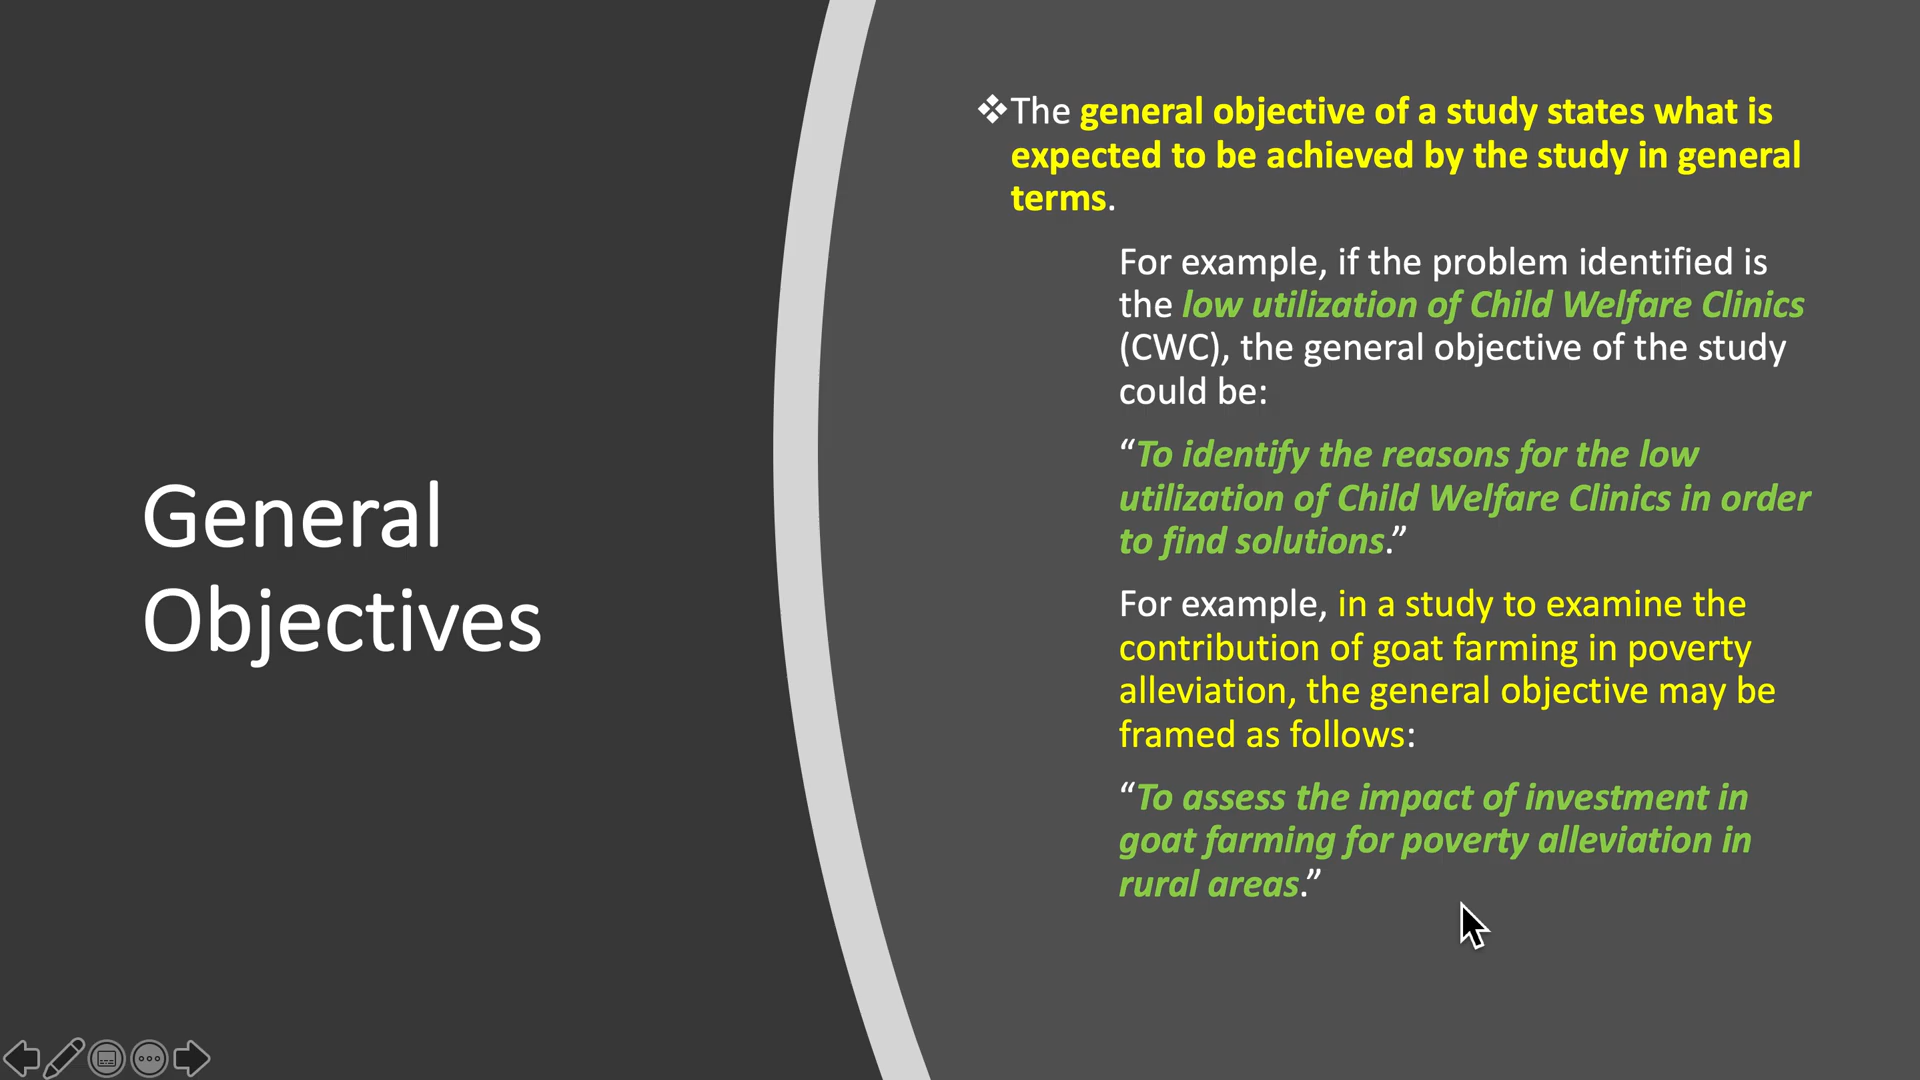 General
Objectives
❖The general objective of a study states what is
expected to be achieved by the study in general
terms.
For example, if the problem identified is
the low utilization of Child Welfare Clinics
(CWC), the general objective of the study
could be:
“To identify the reasons for the low
utilization of Child Welfare Clinics in order
to find solutions.”
For example, in a study to examine the
contribution of goat farming in poverty
alleviation, the general objective may be
framed as follows:
“To assess the impact of investment in
goat farming for poverty alleviation in
rural areas.”